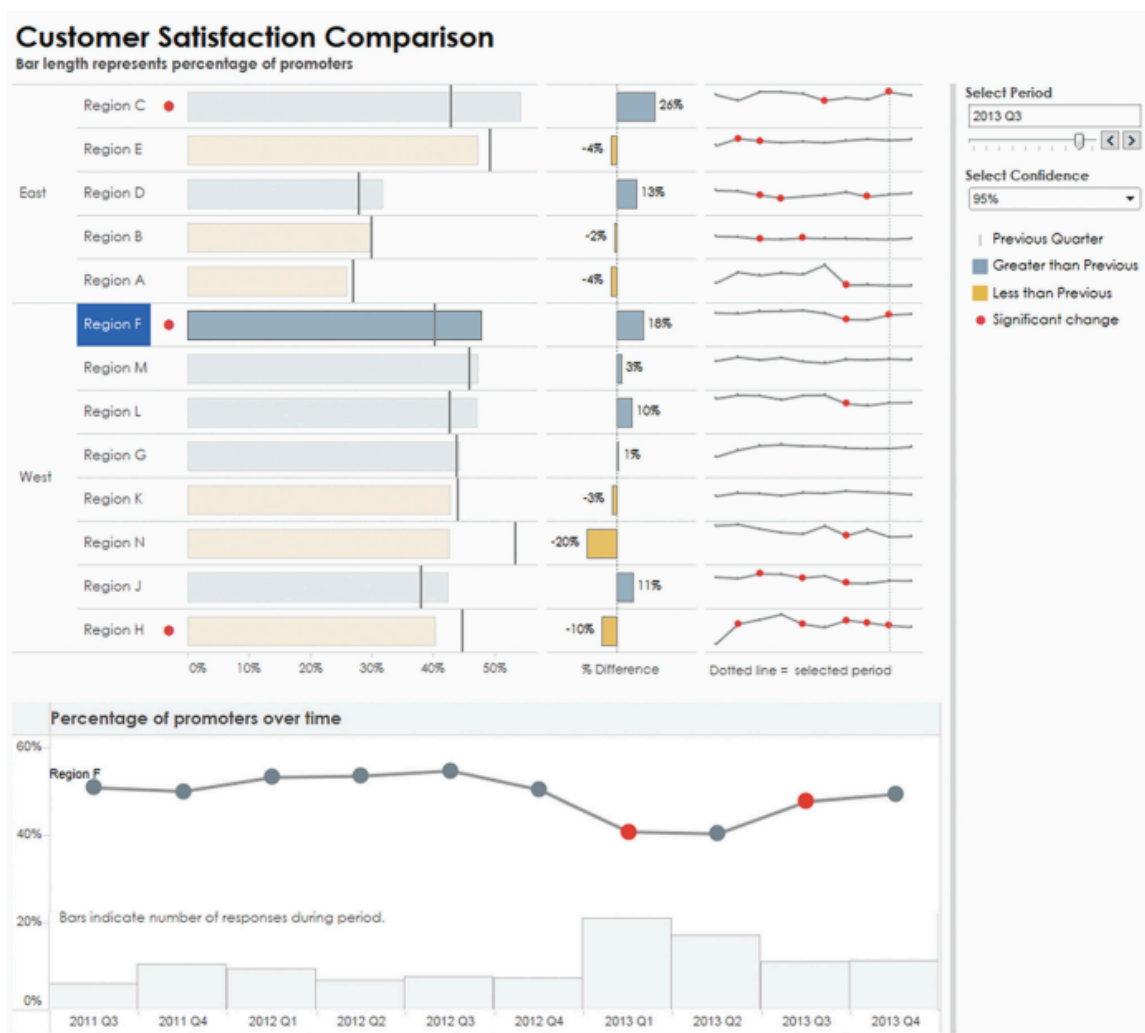 Customer Satisfaction Comparison
Bar length represents percentage of promoters
East
Region C 26%
Region E -4%
Region D 13%
Region B -2%
Region A -4%
West
Region F 18%
Region M 3%
Region L 10%
Region G 1%
Region K -3%
Region N -20%
Region J 11%
Region H -10%
0% 10% 20% 30% 40% 50%
% Difference
Dotted line = selected period
Select Period
2013 Q3
< >
Select Confidence
95%
Previous Quarter
Greater than Previous
Less than Previous
Significant change
Percentage of promoters over time
60%
Region F
40%
20%
Bars indicate number of responses during period.
0%
2011 Q3 2011 Q4 2012 Q1 2012 Q2 2012 Q3 2012 Q4 2013 Q1 2013 Q2 2013 Q3 2013 Q4